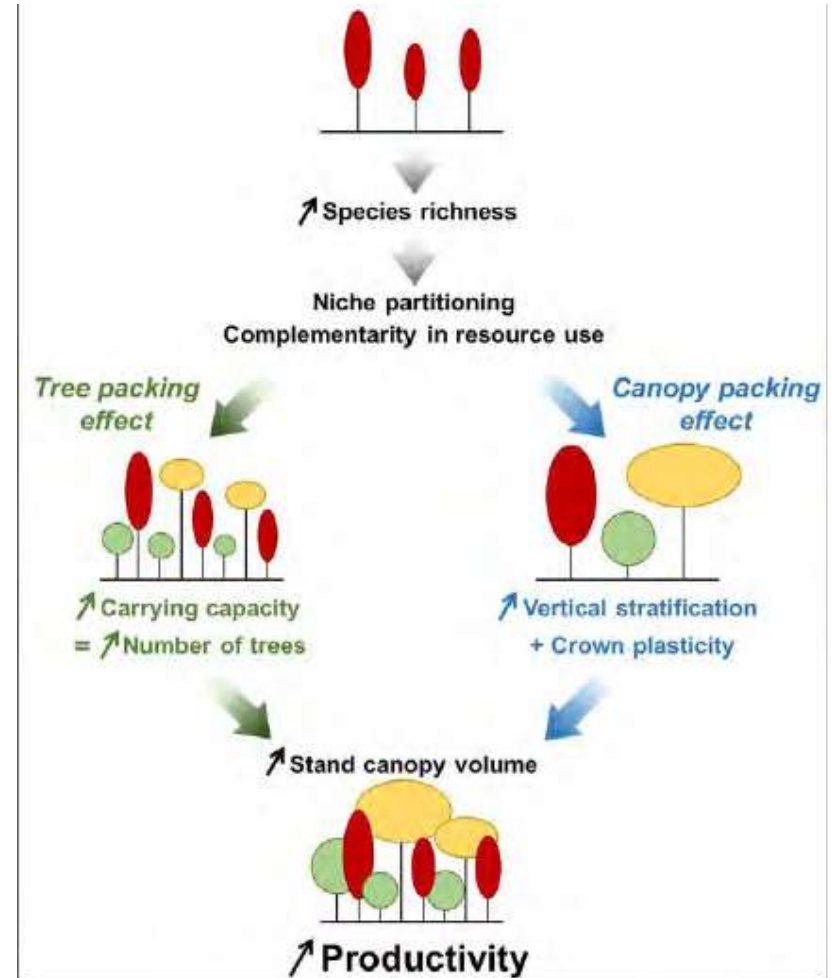 ↗ Species richness
Niche partitioning
Complementarity in resource use
Tree packing
effect
Canopy packing
effect
↗ Carrying capacity
= ↗ Number of trees
↗ Vertical stratification
+ Crown plasticity
↗ Stand canopy volume
↗ Productivity